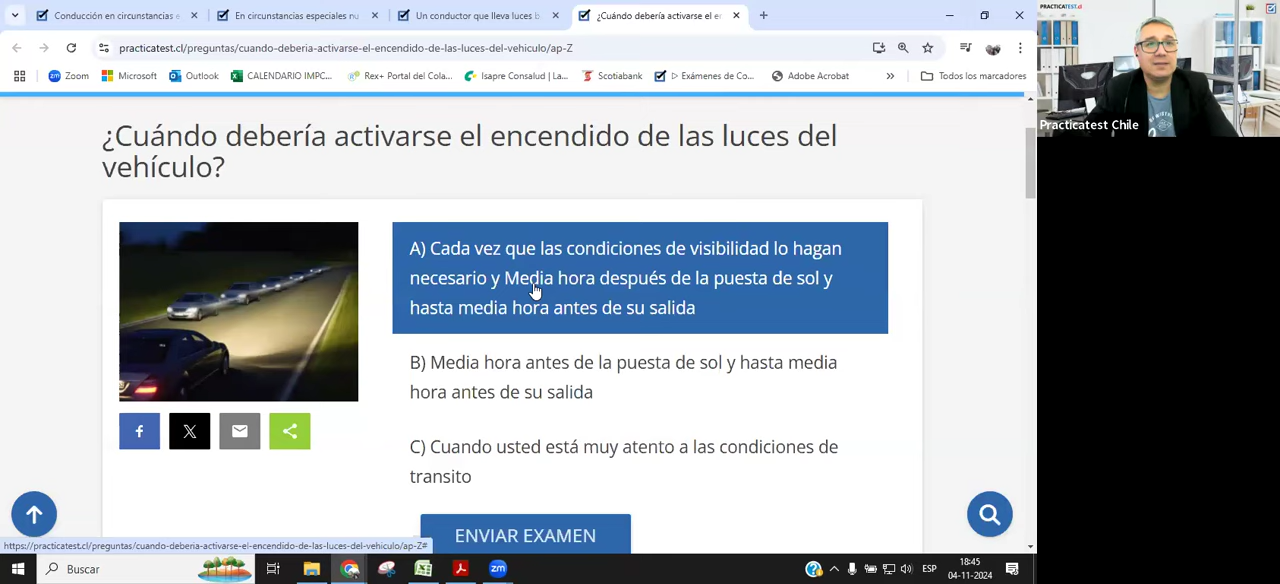 Conducción en circunstancias e
En circunstancias especiales nu
Un conductor que lleva luces b
¿Cuándo debería activarse el er
practicatest.cl/preguntas/cuando-deberia-activarse-el-encendido-de-las-luces-del-vehiculo/ap-Z
Zoom
Microsoft
Outlook
CALENDARIO IMPC...
Rex+ Portal del Cola...
Isapre Consalud | La...
Scotiabank
▷ Exámenes de Co...
Adobe Acrobat
»
Todos los marcadores
¿Cuándo debería activarse el encendido de las luces del
vehículo?
A) Cada vez que las condiciones de visibilidad lo hagan
necesario y Media hora después de la puesta de sol y
hasta media hora antes de su salida
B) Media hora antes de la puesta de sol y hasta media
hora antes de su salida
C) Cuando usted está muy atento a las condiciones de
transito
ENVIAR EXAMEN
https://practicatest.cl/preguntas/cuando-deberia-activarse-el-encendido-de-las-luces-del-vehiculo/ap-Z#
Buscar
ESP
18:45
04-11-2024
PRACTICATEST.cl
Practicatest Chile